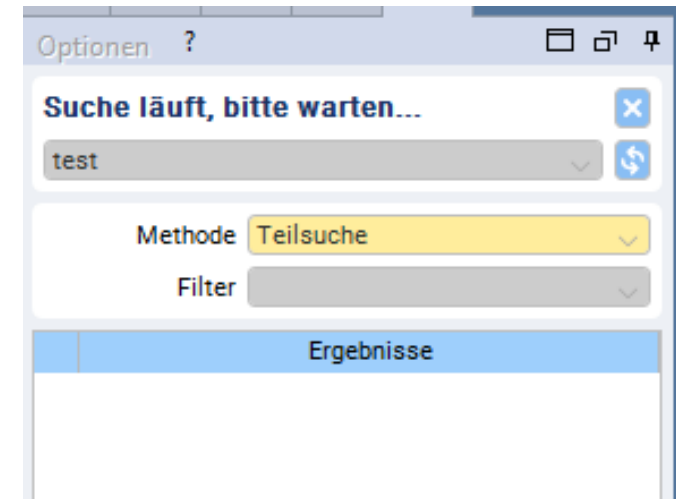 Optionen ?
Suche läuft, bitte warten...
test
Methode Teilsuche
Filter
Ergebnisse